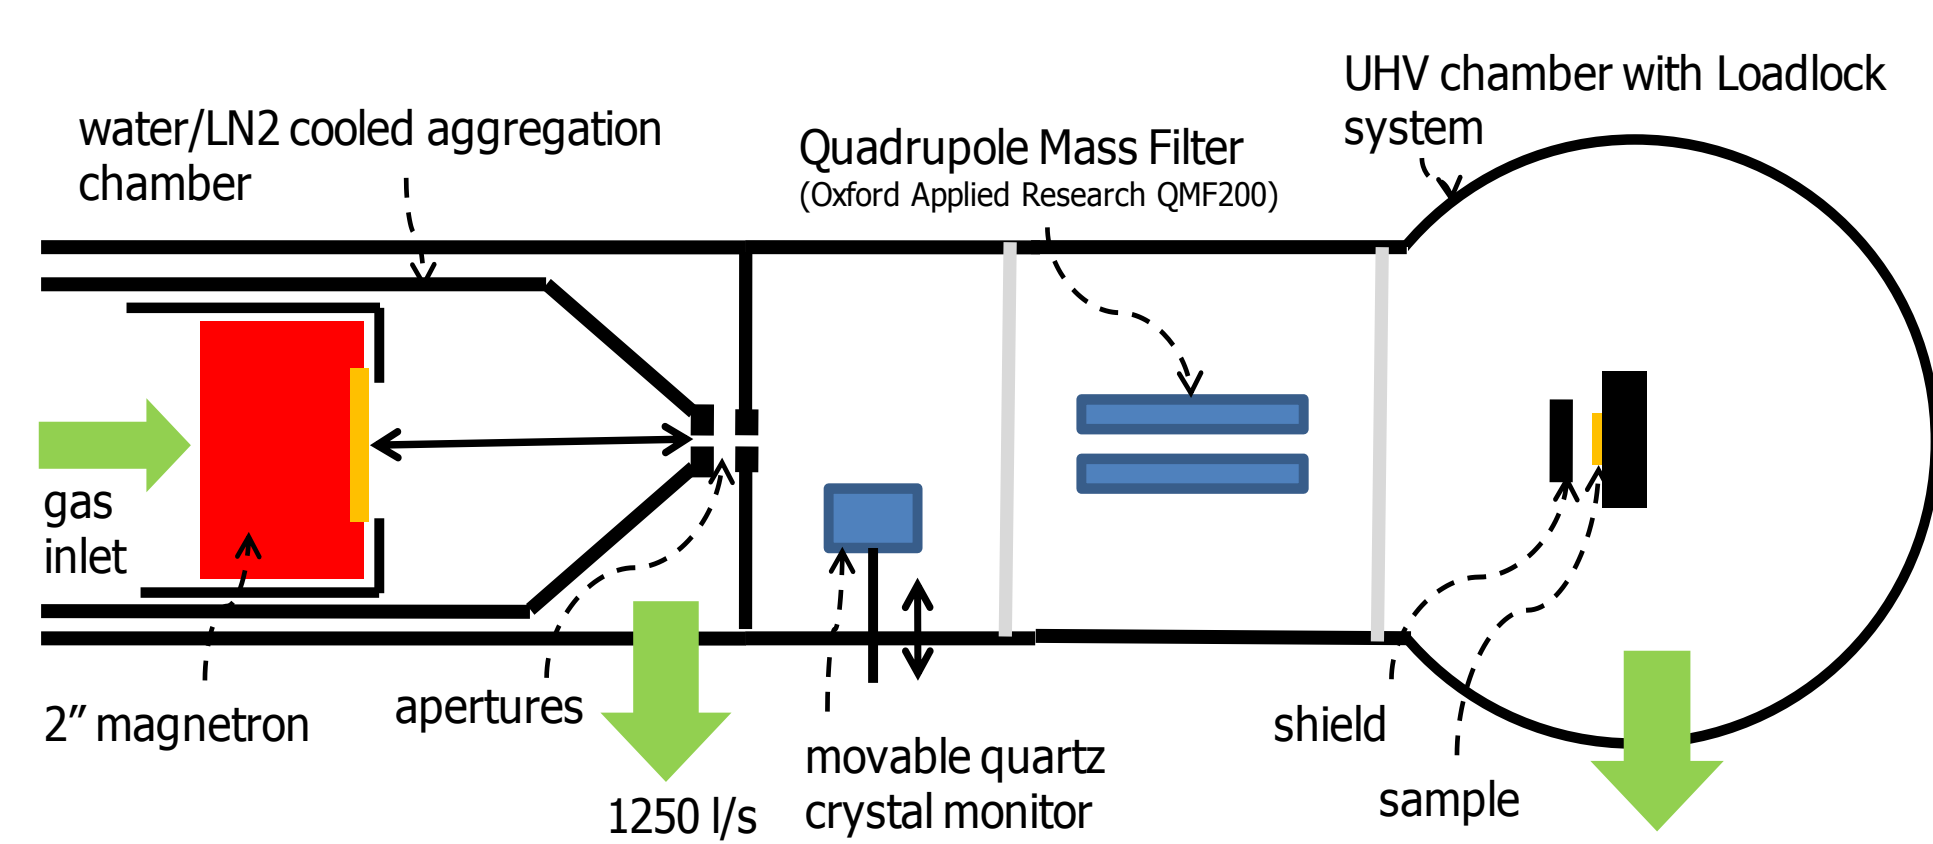 UHV chamber with Loadlock
system
water/LN2 cooled aggregation
chamber
Quadrupole Mass Filter
(Oxford Applied Research QMF200)
gas
inlet
2” magnetron
apertures
1250 l/s
movable quartz
crystal monitor
shield
sample